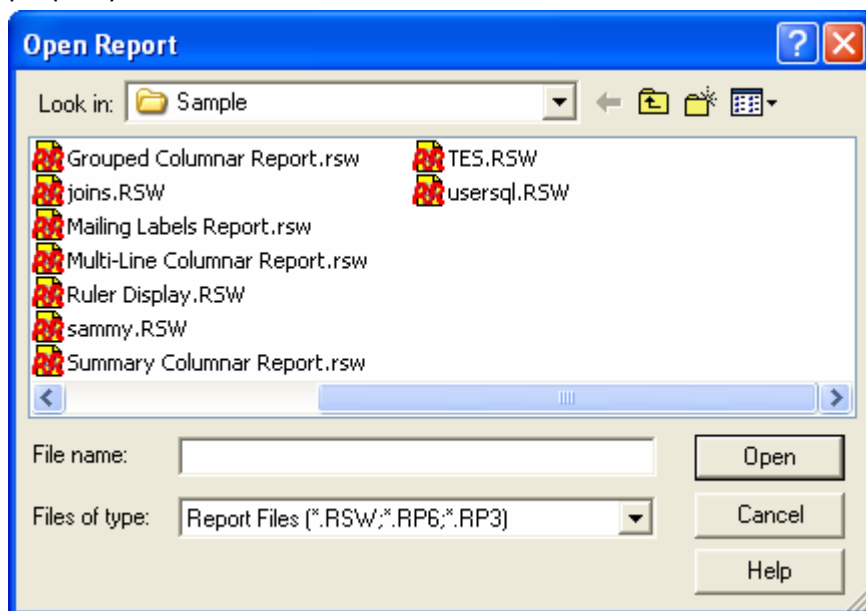 Open Report
Look in: Sample
Grouped Columnar Report.rsw
joins.RSW
Mailing Labels Report.rsw
Multi-Line Columnar Report.rsw
Ruler Display.RSW
sammy.RSW
Summary Columnar Report.rsw
TES.RSW
usersql.RSW
File name:
Open
Files of type: Report Files (*.RSW;*.RP6;*.RP3)
Cancel
Help